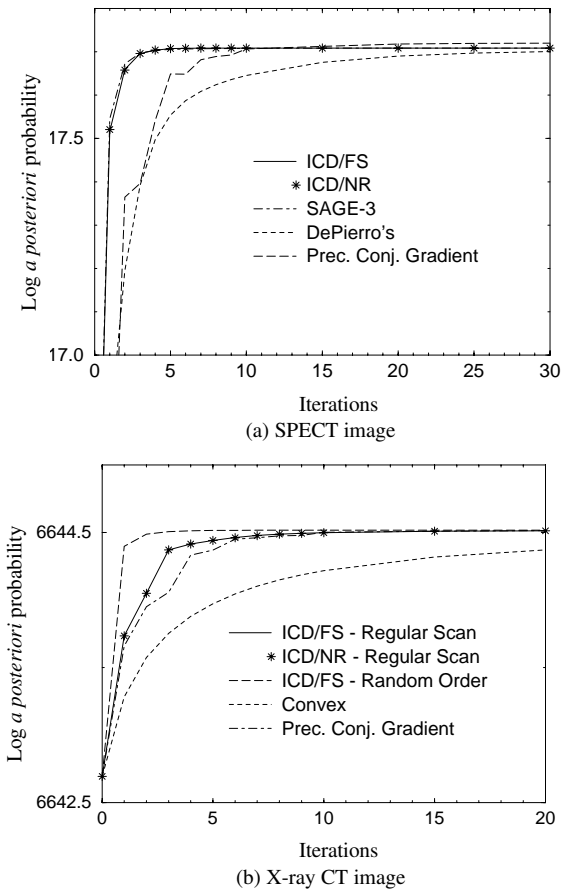 17.5
17.0
Log a posteriori probability
ICD/FS
ICD/NR
SAGE-3
DePierro's
Prec. Conj. Gradient
0 5 10 15 20 25 30
Iterations
(a) SPECT image
6644.5
6642.5
Log a posteriori probability
ICD/FS - Regular Scan
ICD/NR - Regular Scan
ICD/FS - Random Order
Convex
Prec. Conj. Gradient
0 5 10 15 20
Iterations
(b) X-ray CT image